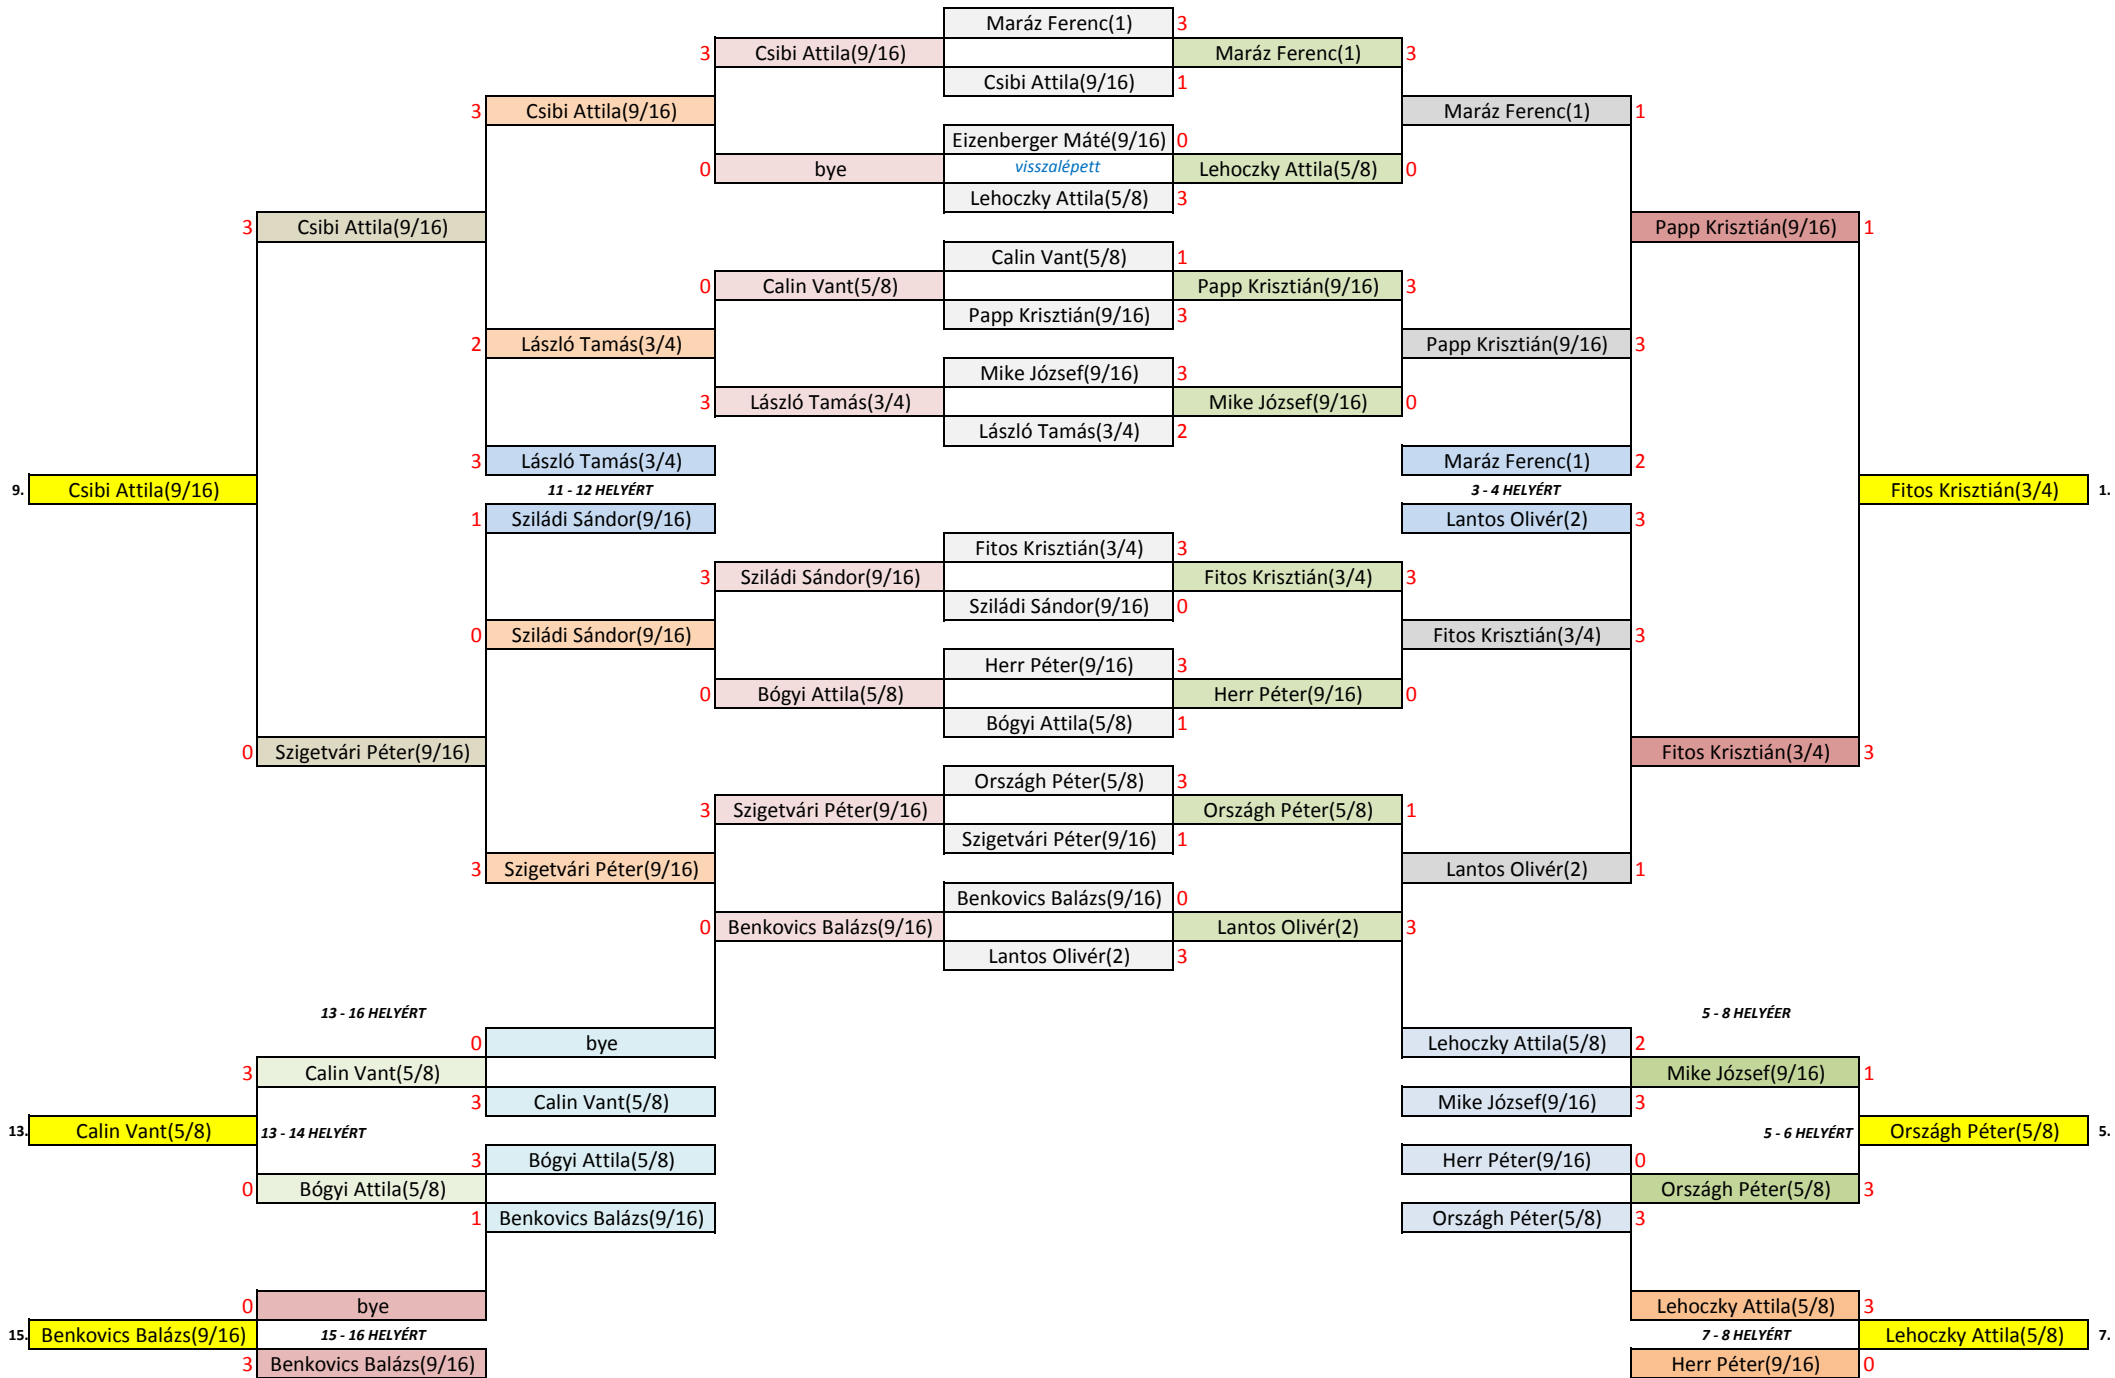 Maráz Ferenc(1) 3
3 Csibi Attila(9/16) Maráz Ferenc(1) 3
Csibi Attila(9/16) 1
3 Csibi Attila(9/16) Maráz Ferenc(1) 1
Eizenberger Máté(9/16) 0
0 bye visszalépett Lehoczky Attila(5/8) 0
Lehoczky Attila(5/8) 3
3 Csibi Attila(9/16) Papp Krisztián(9/16) 1
Calin Vant(5/8) 1
0 Calin Vant(5/8) Papp Krisztián(9/16) 3
Papp Krisztián(9/16) 3
2 László Tamás(3/4) Papp Krisztián(9/16) 3
Mike József(9/16) 3
3 László Tamás(3/4) Mike József(9/16) 0
László Tamás(3/4) 2
3 László Tamás(3/4) Maráz Ferenc(1) 2
9. Csibi Attila(9/16) 11 - 12 HELYÉRT 3 - 4 HELYÉRT Fitos Krisztián(3/4) 1.
1 Sziládi Sándor(9/16) Lantos Olivér(2) 3
Fitos Krisztián(3/4) 3
3 Sziládi Sándor(9/16) Fitos Krisztián(3/4) 3
Sziládi Sándor(9/16) 0
0 Sziládi Sándor(9/16) Fitos Krisztián(3/4) 3
Herr Péter(9/16) 3
0 Bógyi Attila(5/8) Herr Péter(9/16) 0
Bógyi Attila(5/8) 1
0 Szigetvári Péter(9/16) Fitos Krisztián(3/4) 3
Országh Péter(5/8) 3
3 Szigetvári Péter(9/16) Országh Péter(5/8) 1
Szigetvári Péter(9/16) 1
3 Szigetvári Péter(9/16) Lantos Olivér(2) 1
Benkovics Balázs(9/16) 0
0 Benkovics Balázs(9/16) Lantos Olivér(2) 3
Lantos Olivér(2) 3
13 - 16 HELYÉRT 5 - 8 HELYÉER
0 bye Lehoczky Attila(5/8) 2
3 Calin Vant(5/8) Mike József(9/16) 1
3 Calin Vant(5/8) Mike József(9/16) 3
13. Calin Vant(5/8) 13 - 14 HELYÉRT 5 - 6 HELYÉRT Országh Péter(5/8) 5.
3 Bógyi Attila(5/8) Herr Péter(9/16) 0
0 Bógyi Attila(5/8) Országh Péter(5/8) 3
1 Benkovics Balázs(9/16) Országh Péter(5/8) 3
0 bye Lehoczky Attila(5/8) 3
15. Benkovics Balázs(9/16) 15 - 16 HELYÉRT 7 - 8 HELYÉRT Lehoczky Attila(5/8) 7.
3 Benkovics Balázs(9/16) Herr Péter(9/16) 0